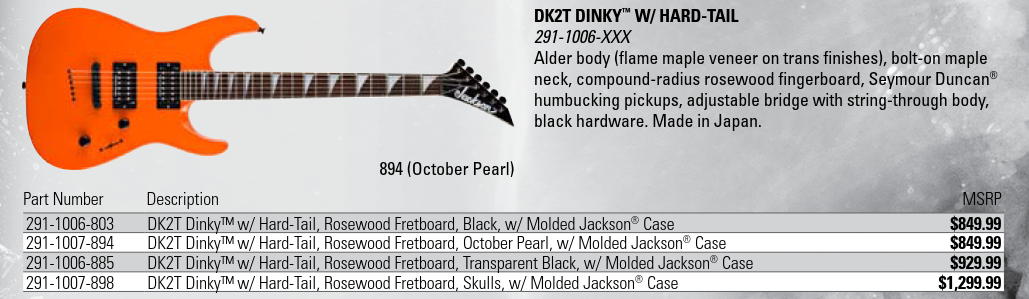 DK2T DINKY™ W/ HARD-TAIL
291-1006-XXX
Alder body (flame maple veneer on trans finishes), bolt-on maple
neck, compound-radius rosewood fingerboard, Seymour Duncan®
humbucking pickups, adjustable bridge with string-through body,
black hardware. Made in Japan.
Jackson
894 (October Pearl)
Part Number Description MSRP
291-1006-803 DK2T Dinky™ w/ Hard-Tail, Rosewood Fretboard, Black, w/ Molded Jackson® Case $849.99
291-1007-894 DK2T Dinky™ w/ Hard-Tail, Rosewood Fretboard, October Pearl, w/ Molded Jackson® Case $849.99
291-1006-885 DK2T Dinky™ w/ Hard-Tail, Rosewood Fretboard, Transparent Black, w/ Molded Jackson® Case $929.99
291-1007-898 DK2T Dinky™ w/ Hard-Tail, Rosewood Fretboard, Skulls, w/ Molded Jackson® Case $1,299.99